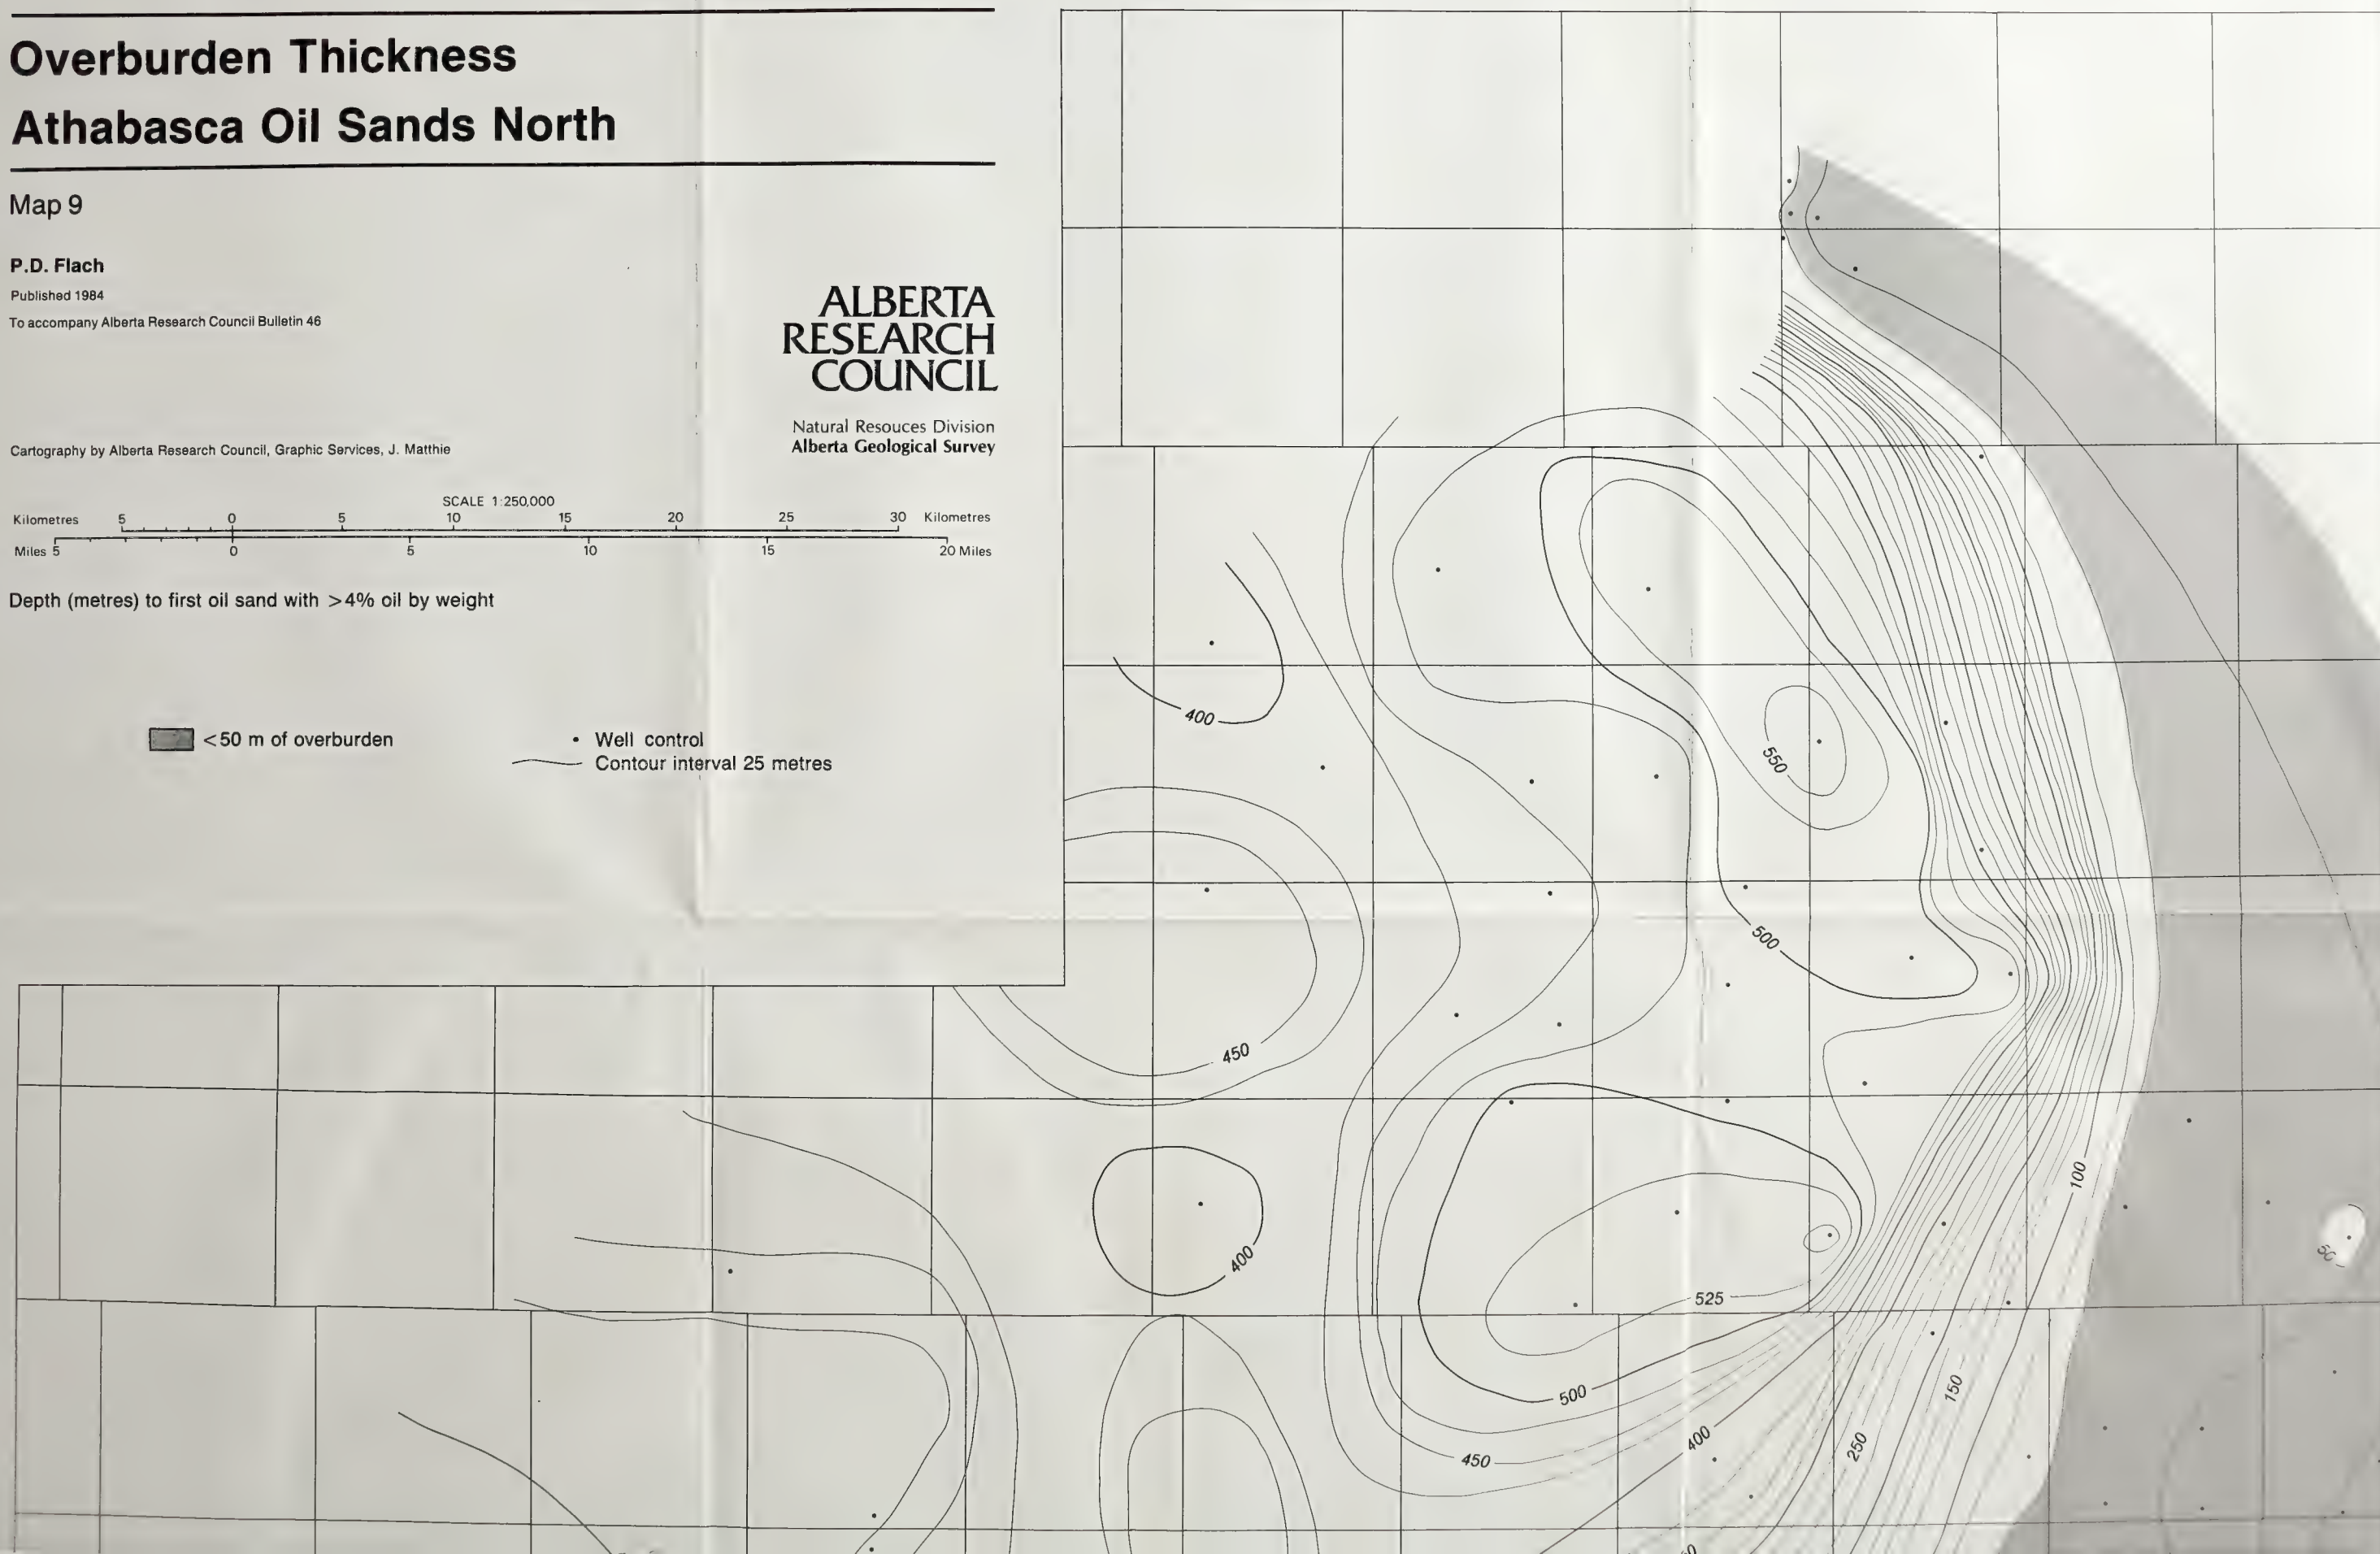 Overburden Thickness
Athabasca Oil Sands North
Map 9
P.D. Flach
Published 1984
To accompany Alberta Research Council Bulletin 46
ALBERTA
RESEARCH
COUNCIL
Natural Resouces Division
Alberta Geological Survey
Cartography by Alberta Research Council, Graphic Services, J. Matthie
SCALE 1:250,000
Kilometres 5 0 5 10 15 20 25 30 Kilometres
Miles 5 0 5 10 15 20 Miles
Depth (metres) to first oil sand with >4% oil by weight
<50 m of overburden
Well control
Contour interval 25 metres
400
550
500
450
100
400
50
525
500
150
400
250
450